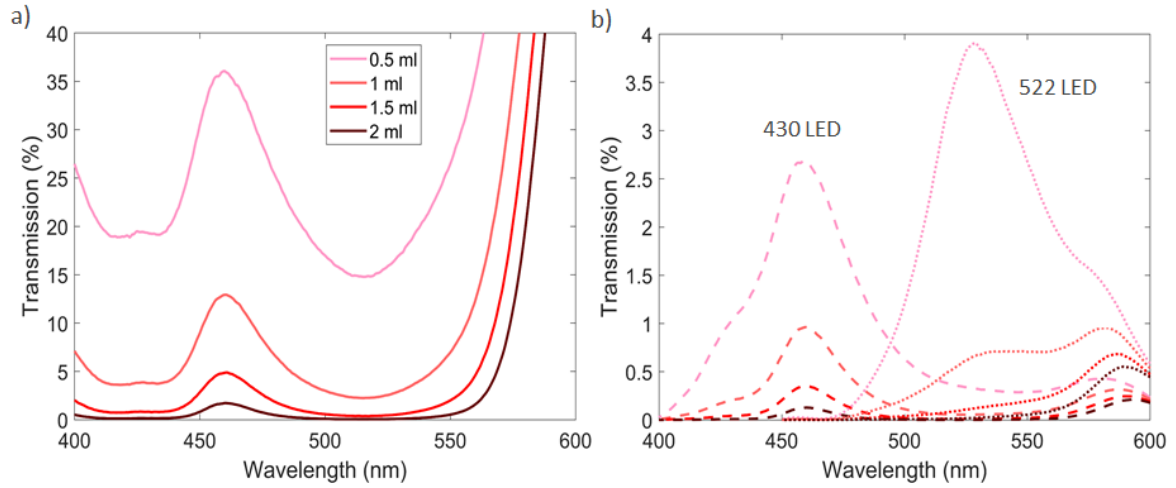 a)
40
35
30
25
20
15
10
5
0
Transmission (%)
0.5 ml
1 ml
1.5 ml
2 ml
400
450
500
550
600
Wavelength (nm)
b)
4
3.5
3
2.5
2
1.5
1
0.5
0
Transmission (%)
430 LED
522 LED
400
450
500
550
600
Wavelength (nm)